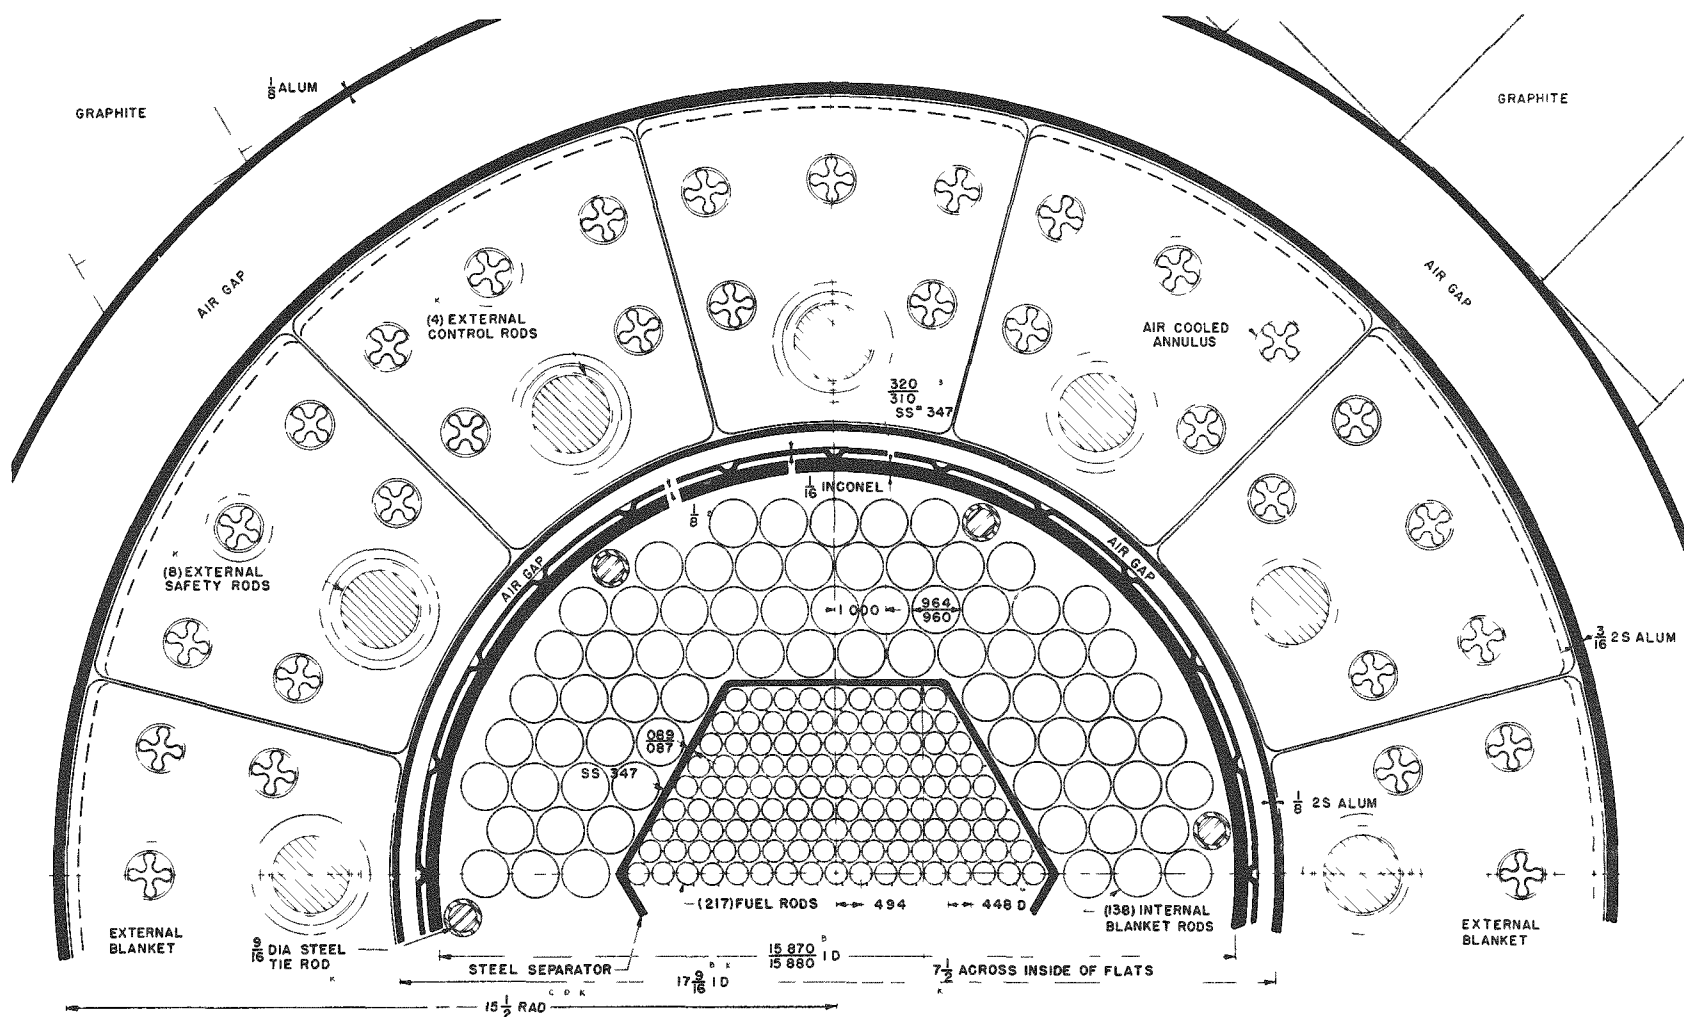 1/8 ALUM
GRAPHITE
GRAPHITE
AIR GAP
AIR GAP
K
(4) EXTERNAL
CONTROL RODS
AIR COOLED
ANNULUS
320 B
310
SS# 347
1/16 INCONEL
1/8
AIR GAP
AIR GAP
K
(8) EXTERNAL
SAFETY RODS
1 000
964
960
3/16 2S ALUM
089
087
SS 347
1/8 2S ALUM
(217) FUEL RODS
494
448 D
(138) INTERNAL
BLANKET RODS
EXTERNAL
BLANKET
EXTERNAL
BLANKET
9/16 DIA STEEL
TIE ROD
K
STEEL SEPARATOR
15 870 B
15 880 ID
7 1/2 ACROSS INSIDE OF FLATS
K
B K
17 9/16 ID
C D K
15 1/2 RAD